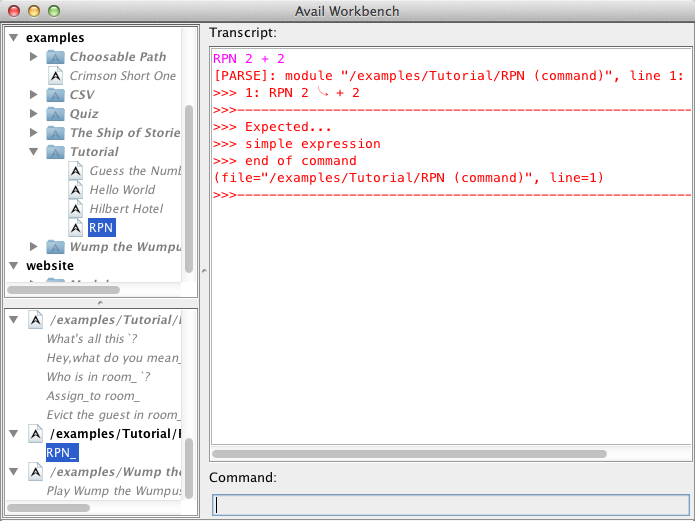 Avail Workbench
examples
Choosable Path
Crimson Short One
CSV
Quiz
The Ship of Storie
Tutorial
Guess the Numb
Hello World
Hilbert Hotel
RPN
Wump the Wumpu
website
/examples/Tutorial/
What's all this`?
Hey,what do you mean_
Who is in room_`?
Assign_to room_
Evict the guest in room_
/examples/Tutorial/
RPN_
/examples/Wump the
Play Wump the Wumpus
Transcript:
RPN 2 + 2
[PARSE]: module "/examples/Tutorial/RPN (command)", line 1:
>>> 1: RPN 2 ⤷ + 2
>>>---------------------------------------------------------
>>> Expected...
>>> simple expression
>>> end of command
(file="/examples/Tutorial/RPN (command)", line=1)
>>>---------------------------------------------------------
Command: